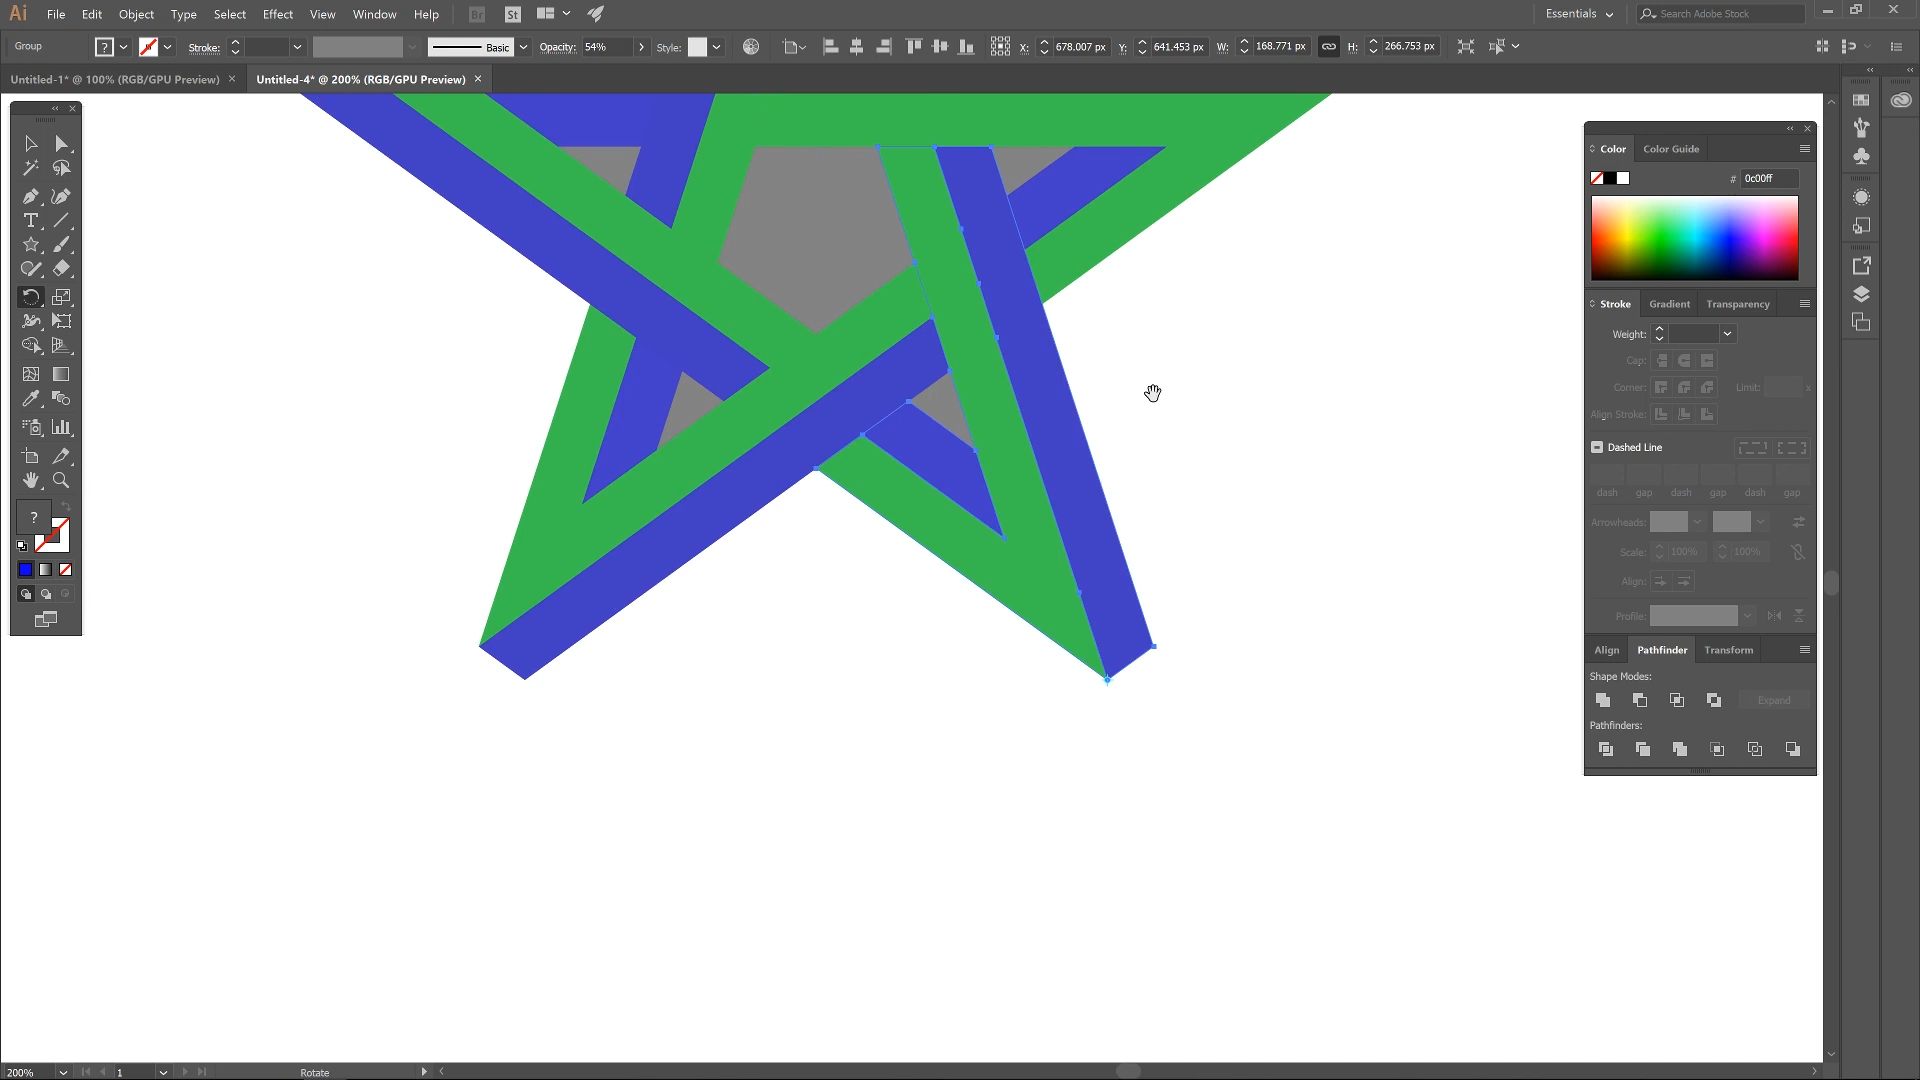 Ai File Edit Object Type Select Effect View Window Help Br St Essentials Search Adobe Stock
Group ? Stroke: Basic Opacity: 54% Style: X: 678.007 px Y: 641.453 px W: 168.771 px H: 266.753 px
Untitled-1* @ 100% (RGB/GPU Preview) × Untitled-4* @ 200% (RGB/GPU Preview) ×
Color Color Guide
# 0c00ff
Stroke Gradient Transparency
Weight:
Cap:
Corner: Limit: x
Align Stroke:
Dashed Line
dash gap dash gap dash gap
Arrowheads:
Scale: 100% 100%
Align:
Profile:
Align Pathfinder Transform
Shape Modes:
Expand
Pathfinders:
?
200% 1 Rotate